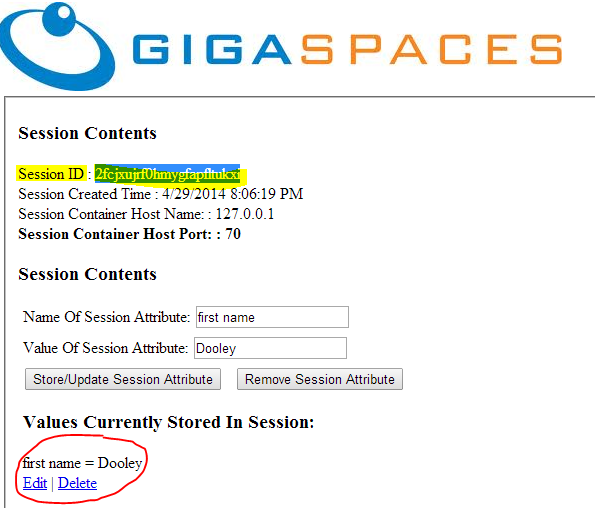 GIGASPACES
Session Contents
Session ID : 2fcjxujrf0hmygfapfltukxi
Session Created Time : 4/29/2014 8:06:19 PM
Session Container Host Name: : 127.0.0.1
Session Container Host Port: : 70
Session Contents
Name Of Session Attribute: first name
Value Of Session Attribute: Dooley
Store/Update Session Attribute Remove Session Attribute
Values Currently Stored In Session:
first name = Dooley
Edit | Delete